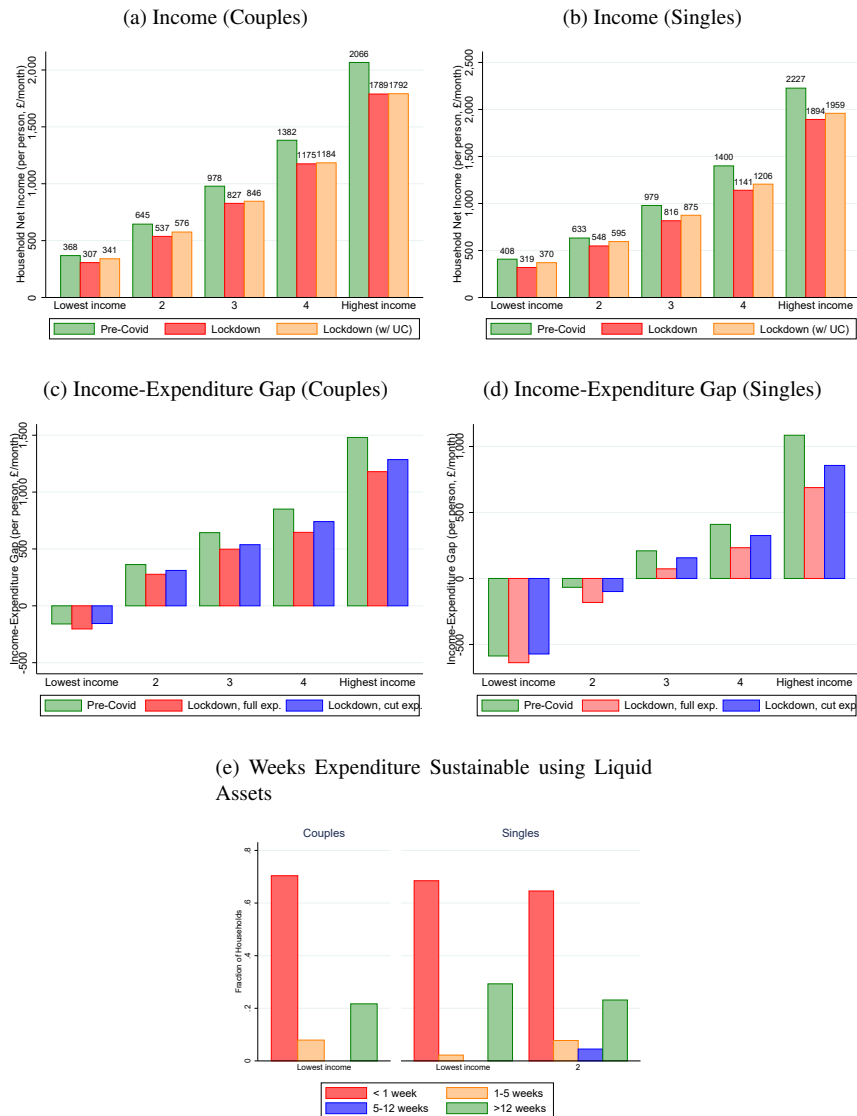 (a) Income (Couples)
Household Net Income (per person, £/month)
0 500 1,000 1,500 2,000
368 307 341
645 537 576
978 827 846
1382 1175 1184
2066 1789 1792
Lowest income 2 3 4 Highest income
Pre-Covid Lockdown Lockdown (w/ UC)
(b) Income (Singles)
Household Net Income (per person, £/month)
0 500 1,000 1,500 2,000 2,500
408 319 370
633 548 595
979 816 875
1400 1141 1206
2227 1894 1959
Lowest income 2 3 4 Highest income
Pre-Covid Lockdown Lockdown (w/ UC)
(c) Income-Expenditure Gap (Couples)
Income-Expenditure Gap (per person, £/month)
-500 0 500 1,000 1,500
Lowest income 2 3 4 Highest income
Pre-Covid Lockdown, full exp. Lockdown, cut exp.
(d) Income-Expenditure Gap (Singles)
Income-Expenditure Gap (per person, £/month)
-500 0 500 1,000
Lowest income 2 3 4 Highest income
Pre-Covid Lockdown, full exp. Lockdown, cut exp.
(e) Weeks Expenditure Sustainable using Liquid
Assets
Couples Singles
Fraction of Households
0 .2 .4 .6 .8
Lowest income Lowest income 2
< 1 week 1-5 weeks
5-12 weeks >12 weeks